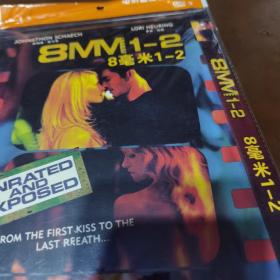 JOHNATHON SCHAECH LORI HEURING
8MM 1-2
8毫米1-2
UNRATED
AND
EXPOSED
FROM THE FIRST-KISS TO THE
LAST BREATH...
8MM 1-2 8毫米1-2